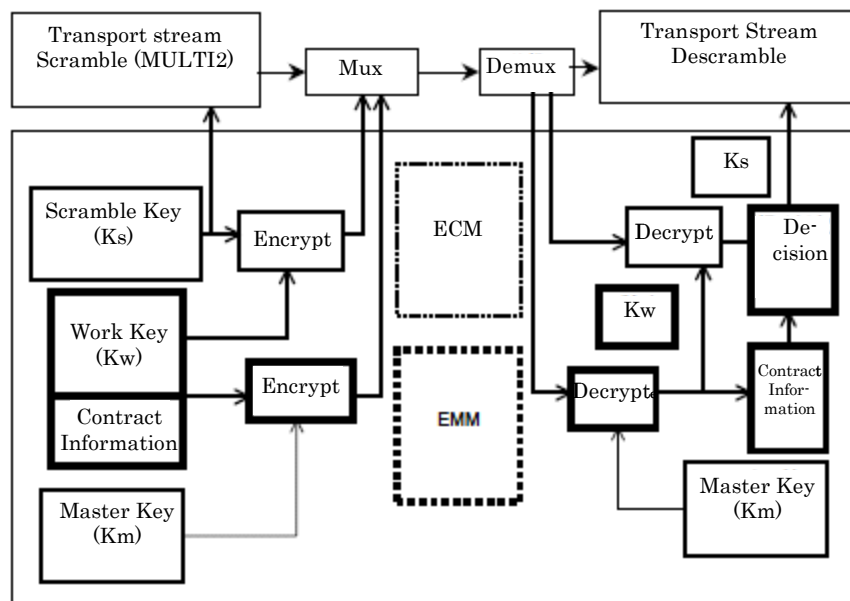 Transport stream
Scramble (MULTI2)
Mux
Demux
Transport Stream
Descramble
Ks
Scramble Key
(Ks)
Encrypt
ECM
Decrypt
De-
cision
Work Key
(Kw)
Kw
Encrypt
Contract
Information
EMM
Decrypt
Contract
Infor-
mation
Master Key
(Km)
Master Key
(Km)